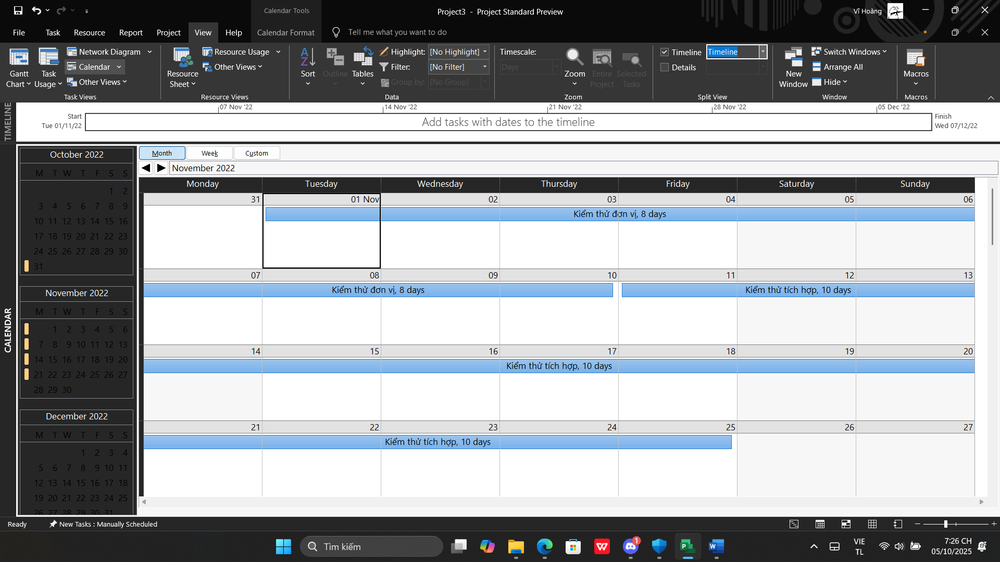 Calendar Tools
Project3 - Project Standard Preview
Vĩ Hoàng
File Task Resource Report Project View Help Calendar Format Tell me what you want to do
Gantt Chart
Task Usage
Network Diagram
Calendar
Other Views
Task Views
Resource Sheet
Resource Usage
Other Views
Resource Views
Sort
Outline
Tables
Highlight: [No Highlight]
Filter: [No Filter]
Group by: [No Group]
Data
Timescale:
Days
Zoom
Entire Project
Selected Tasks
Zoom
Timeline Timeline
Details
Split View
New Window
Switch Windows
Arrange All
Hide
Window
Macros
Macros
TIMELINE
07 Nov '22 14 Nov '22 21 Nov '22 28 Nov '22 05 Dec '22
Start
Tue 01/11/22
Add tasks with dates to the timeline
Finish
Wed 07/12/22
CALENDAR
October 2022
M T W T F S S
1 2
3 4 5 6 7 8 9
10 11 12 13 14 15 16
17 18 19 20 21 22 23
24 25 26 27 28 29 30
31
November 2022
M T W T F S S
1 2 3 4 5 6
7 8 9 10 11 12 13
14 15 16 17 18 19 20
21 22 23 24 25 26 27
28 29 30
December 2022
M T W T F S S
1 2 3 4
5 6 7 8 9 10 11
12 13 14 15 16 17 18
19 20 21 22 23 24 25
26 27 28 29 30 31
Month Week Custom
November 2022
Monday Tuesday Wednesday Thursday Friday Saturday Sunday
31 01 Nov 02 03 04 05 06
Kiểm thử đơn vị, 8 days
07 08 09 10 11 12 13
Kiểm thử đơn vị, 8 days Kiểm thử tích hợp, 10 days
14 15 16 17 18 19 20
Kiểm thử tích hợp, 10 days
21 22 23 24 25 26 27
Kiểm thử tích hợp, 10 days
Ready New Tasks : Manually Scheduled
Tìm kiếm
1
VIE
TL
7:26 CH
05/10/2025